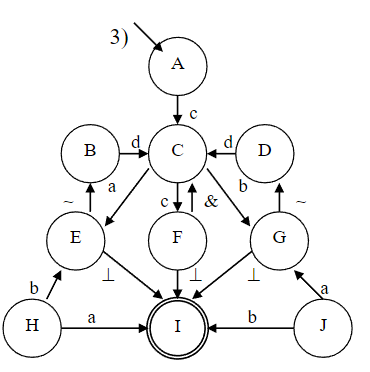 3)
A
c
B d C d D
a c & b
~ ~
E F G
⊥ ⊥ ⊥
b a
H a I b J